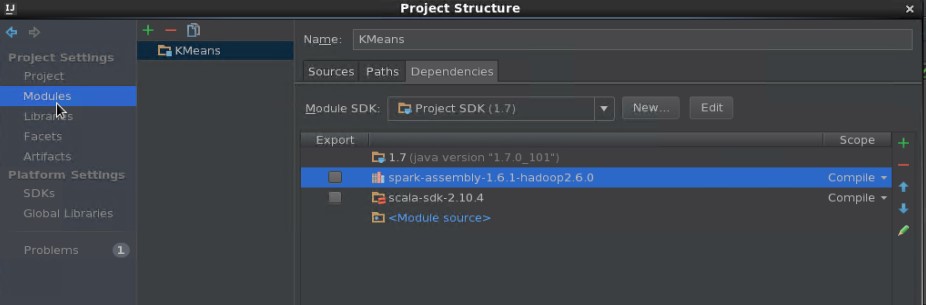 Project Structure
Project Settings
Project
Modules
Libraries
Facets
Artifacts
Platform Settings
SDKs
Global Libraries
Problems 1
KMeans
Name: KMeans
Sources Paths Dependencies
Module SDK: Project SDK (1.7) New... Edit
Export Scope
1.7 (java version "1.7.0_101")
spark-assembly-1.6.1-hadoop2.6.0 Compile
scala-sdk-2.10.4 Compile
<Module source>